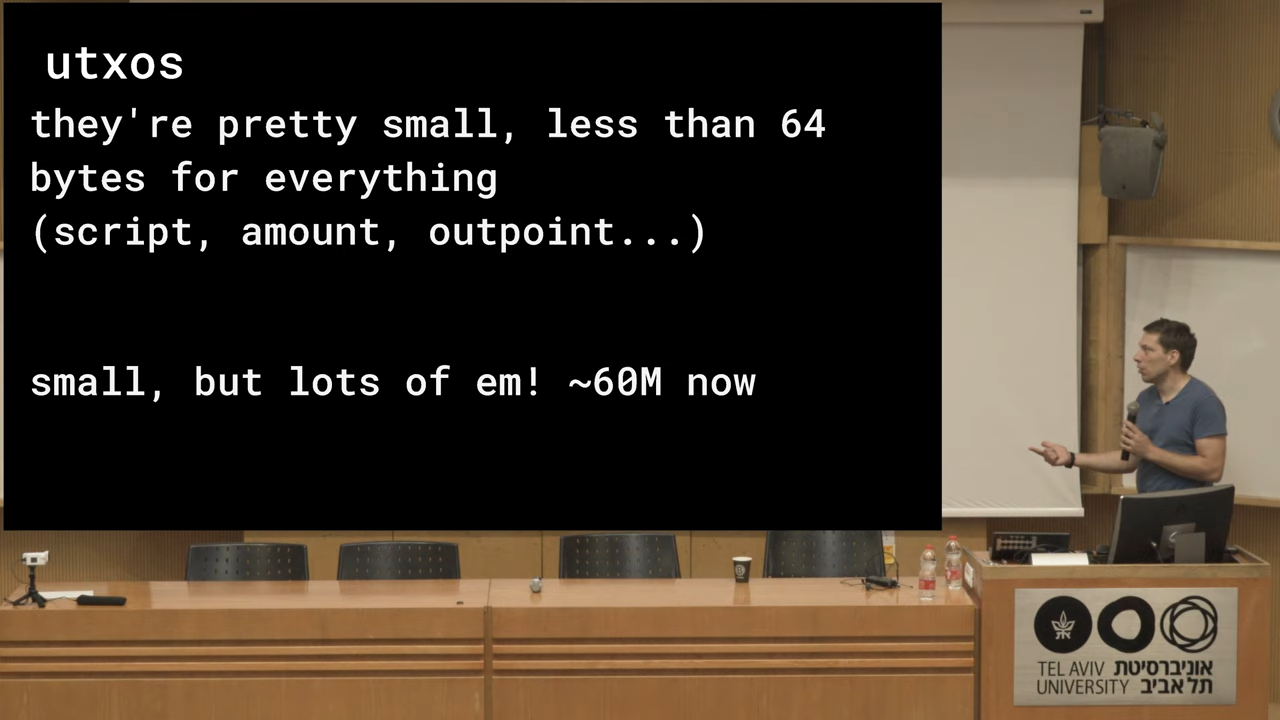 utxos
they're pretty small, less than 64
bytes for everything
(script, amount, outpoint...)
small, but lots of em! ~60M now
TEL AVIV אוניברסיטת
UNIVERSITY תל אביב